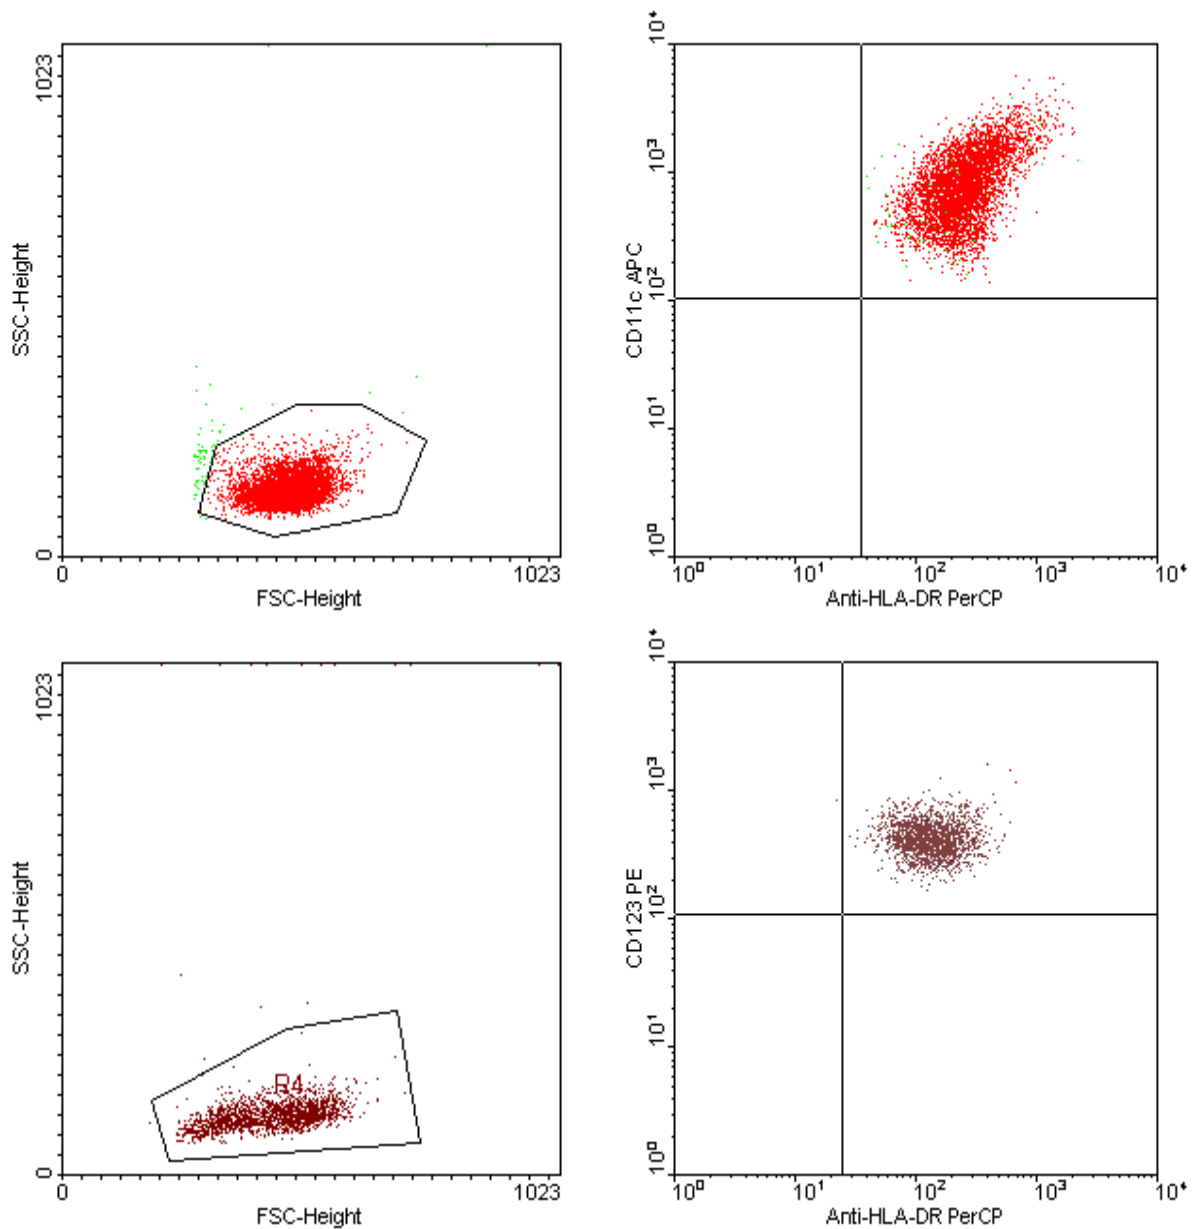 1023
SSC-Height
0
0
1023
FSC-Height
10⁴
10³
CD11c APC
10²
10¹
10⁰
10⁰ 10¹ 10² 10³ 10⁴
Anti-HLA-DR PerCP
1023
SSC-Height
R4
0
0
1023
FSC-Height
10⁴
10³
CD123 PE
10²
10¹
10⁰
10⁰ 10¹ 10² 10³ 10⁴
Anti-HLA-DR PerCP